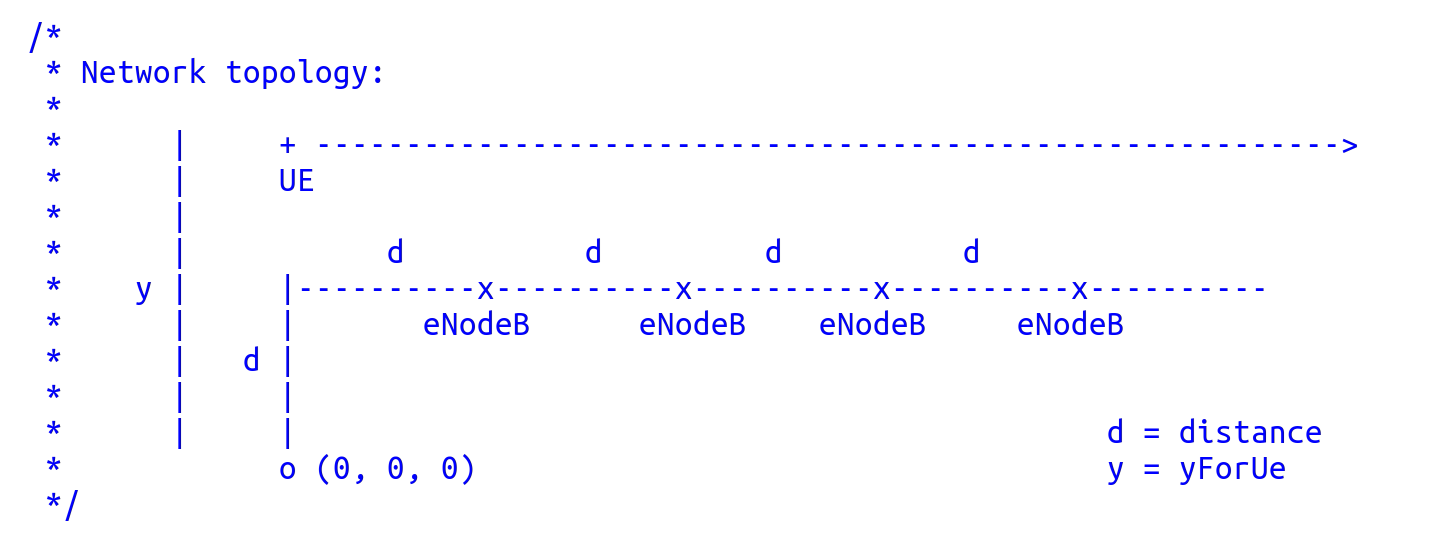 /*
 * Network topology:
 *
 *      |     + --------------------------------------------------------->
 *      |     UE
 *      |
 *      |           d          d         d          d
 *    y |     |----------x----------x----------x----------x----------
 *      |     |       eNodeB      eNodeB    eNodeB     eNodeB
 *      |   d |
 *      |     |
 *      |     |                                             d = distance
 *            o (0, 0, 0)                                   y = yForUe
 */